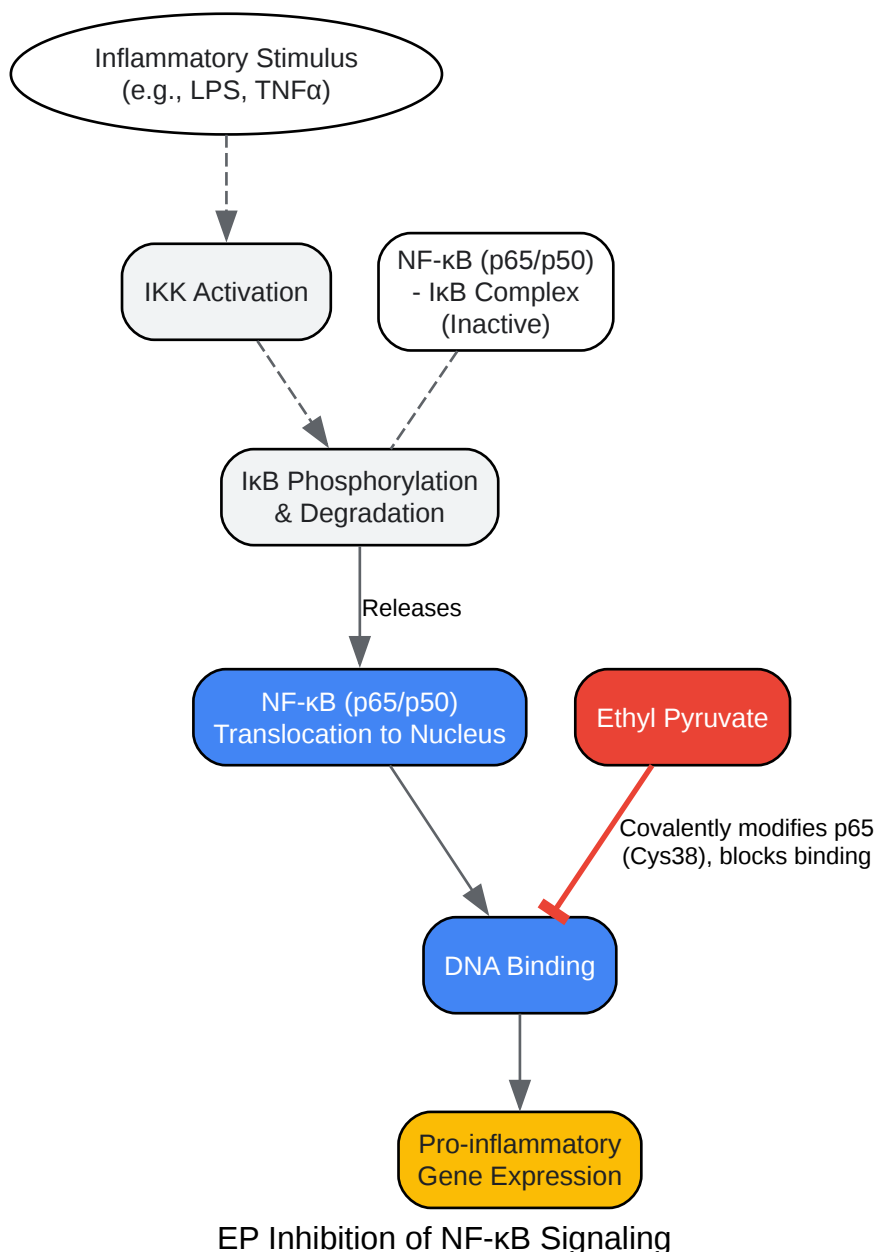 Inflammatory Stimulus
(e.g., LPS, TNFα)
IKK Activation
NF-κB (p65/p50)
- IκB Complex
(Inactive)
IκB Phosphorylation
& Degradation
Releases
NF-κB (p65/p50)
Translocation to Nucleus
Ethyl Pyruvate
Covalently modifies p65
(Cys38), blocks binding
DNA Binding
Pro-inflammatory
Gene Expression
EP Inhibition of NF-κB Signaling